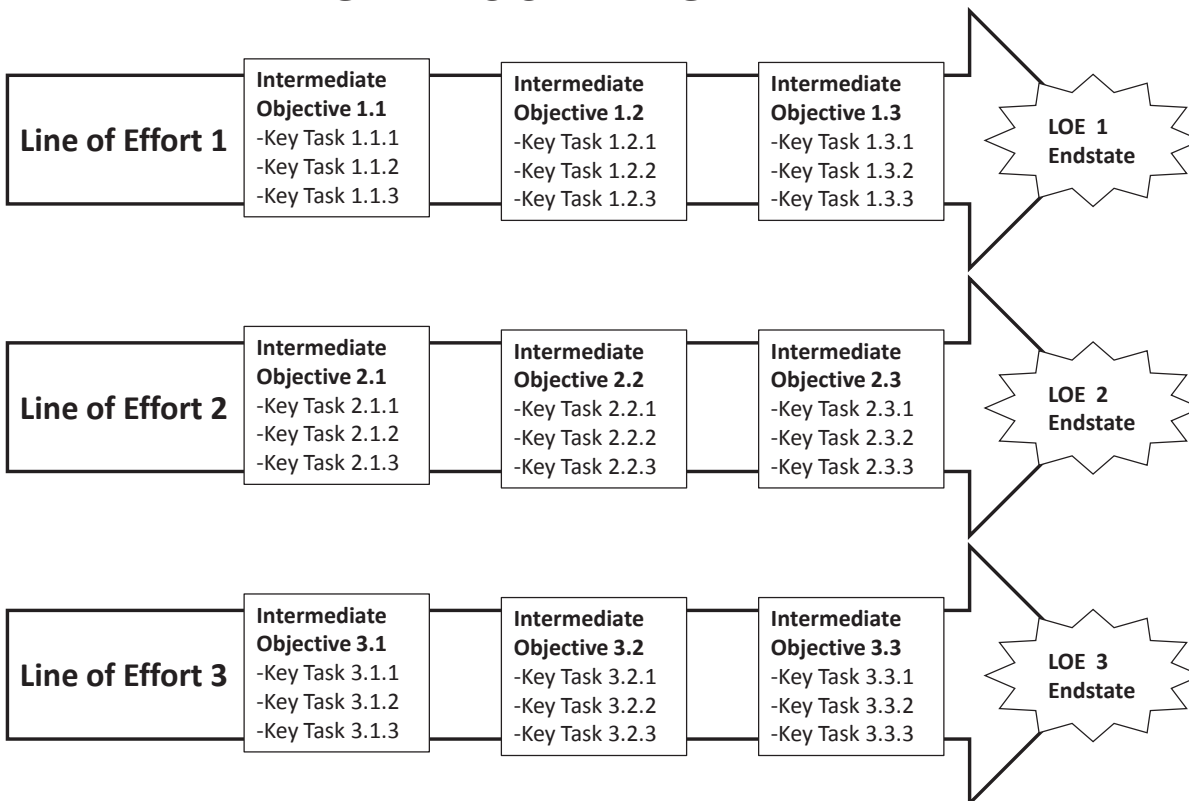 Line of Effort 1
Intermediate
Objective 1.1
-Key Task 1.1.1
-Key Task 1.1.2
-Key Task 1.1.3
Intermediate
Objective 1.2
-Key Task 1.2.1
-Key Task 1.2.2
-Key Task 1.2.3
Intermediate
Objective 1.3
-Key Task 1.3.1
-Key Task 1.3.2
-Key Task 1.3.3
LOE 1
Endstate
Line of Effort 2
Intermediate
Objective 2.1
-Key Task 2.1.1
-Key Task 2.1.2
-Key Task 2.1.3
Intermediate
Objective 2.2
-Key Task 2.2.1
-Key Task 2.2.2
-Key Task 2.2.3
Intermediate
Objective 2.3
-Key Task 2.3.1
-Key Task 2.3.2
-Key Task 2.3.3
LOE 2
Endstate
Line of Effort 3
Intermediate
Objective 3.1
-Key Task 3.1.1
-Key Task 3.1.2
-Key Task 3.1.3
Intermediate
Objective 3.2
-Key Task 3.2.1
-Key Task 3.2.2
-Key Task 3.2.3
Intermediate
Objective 3.3
-Key Task 3.3.1
-Key Task 3.3.2
-Key Task 3.3.3
LOE 3
Endstate